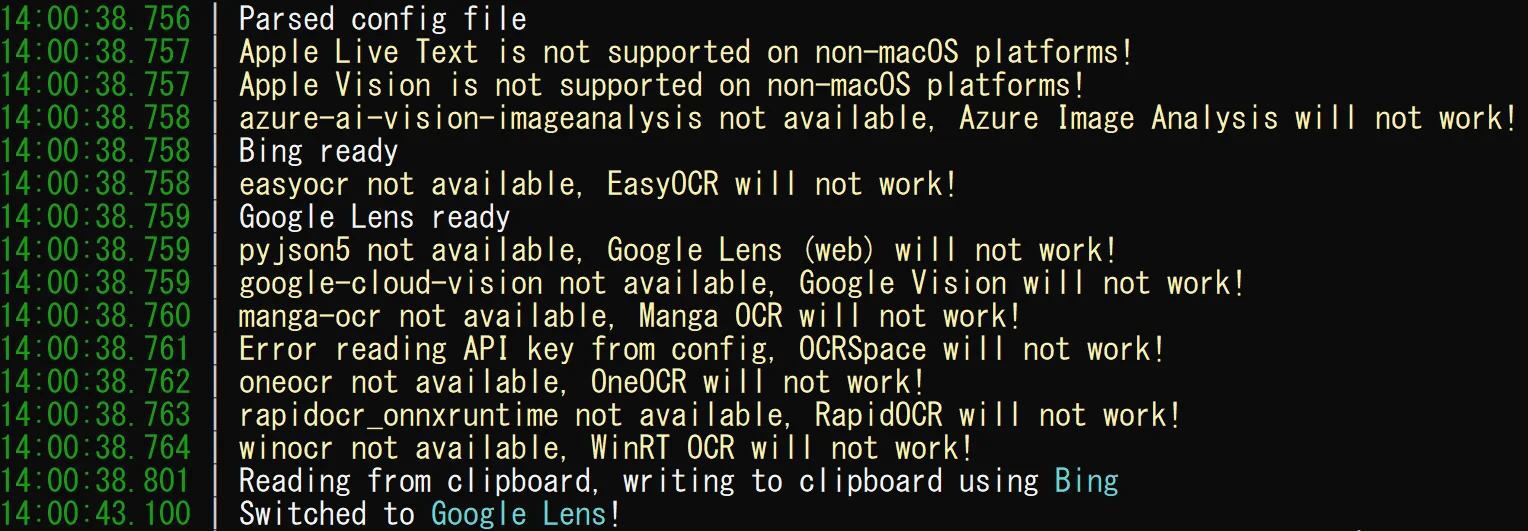 14:00:38.756 | Parsed config file
14:00:38.757 | Apple Live Text is not supported on non-macOS platforms!
14:00:38.757 | Apple Vision is not supported on non-macOS platforms!
14:00:38.758 | azure-ai-vision-imageanalysis not available, Azure Image Analysis will not work!
14:00:38.758 | Bing ready
14:00:38.758 | easyocr not available, EasyOCR will not work!
14:00:38.759 | Google Lens ready
14:00:38.759 | pyjson5 not available, Google Lens (web) will not work!
14:00:38.759 | google-cloud-vision not available, Google Vision will not work!
14:00:38.760 | manga-ocr not available, Manga OCR will not work!
14:00:38.761 | Error reading API key from config, OCRSpace will not work!
14:00:38.762 | oneocr not available, OneOCR will not work!
14:00:38.763 | rapidocr_onnxruntime not available, RapidOCR will not work!
14:00:38.764 | winocr not available, WinRT OCR will not work!
14:00:38.801 | Reading from clipboard, writing to clipboard using Bing
14:00:43.100 | Switched to Google Lens!